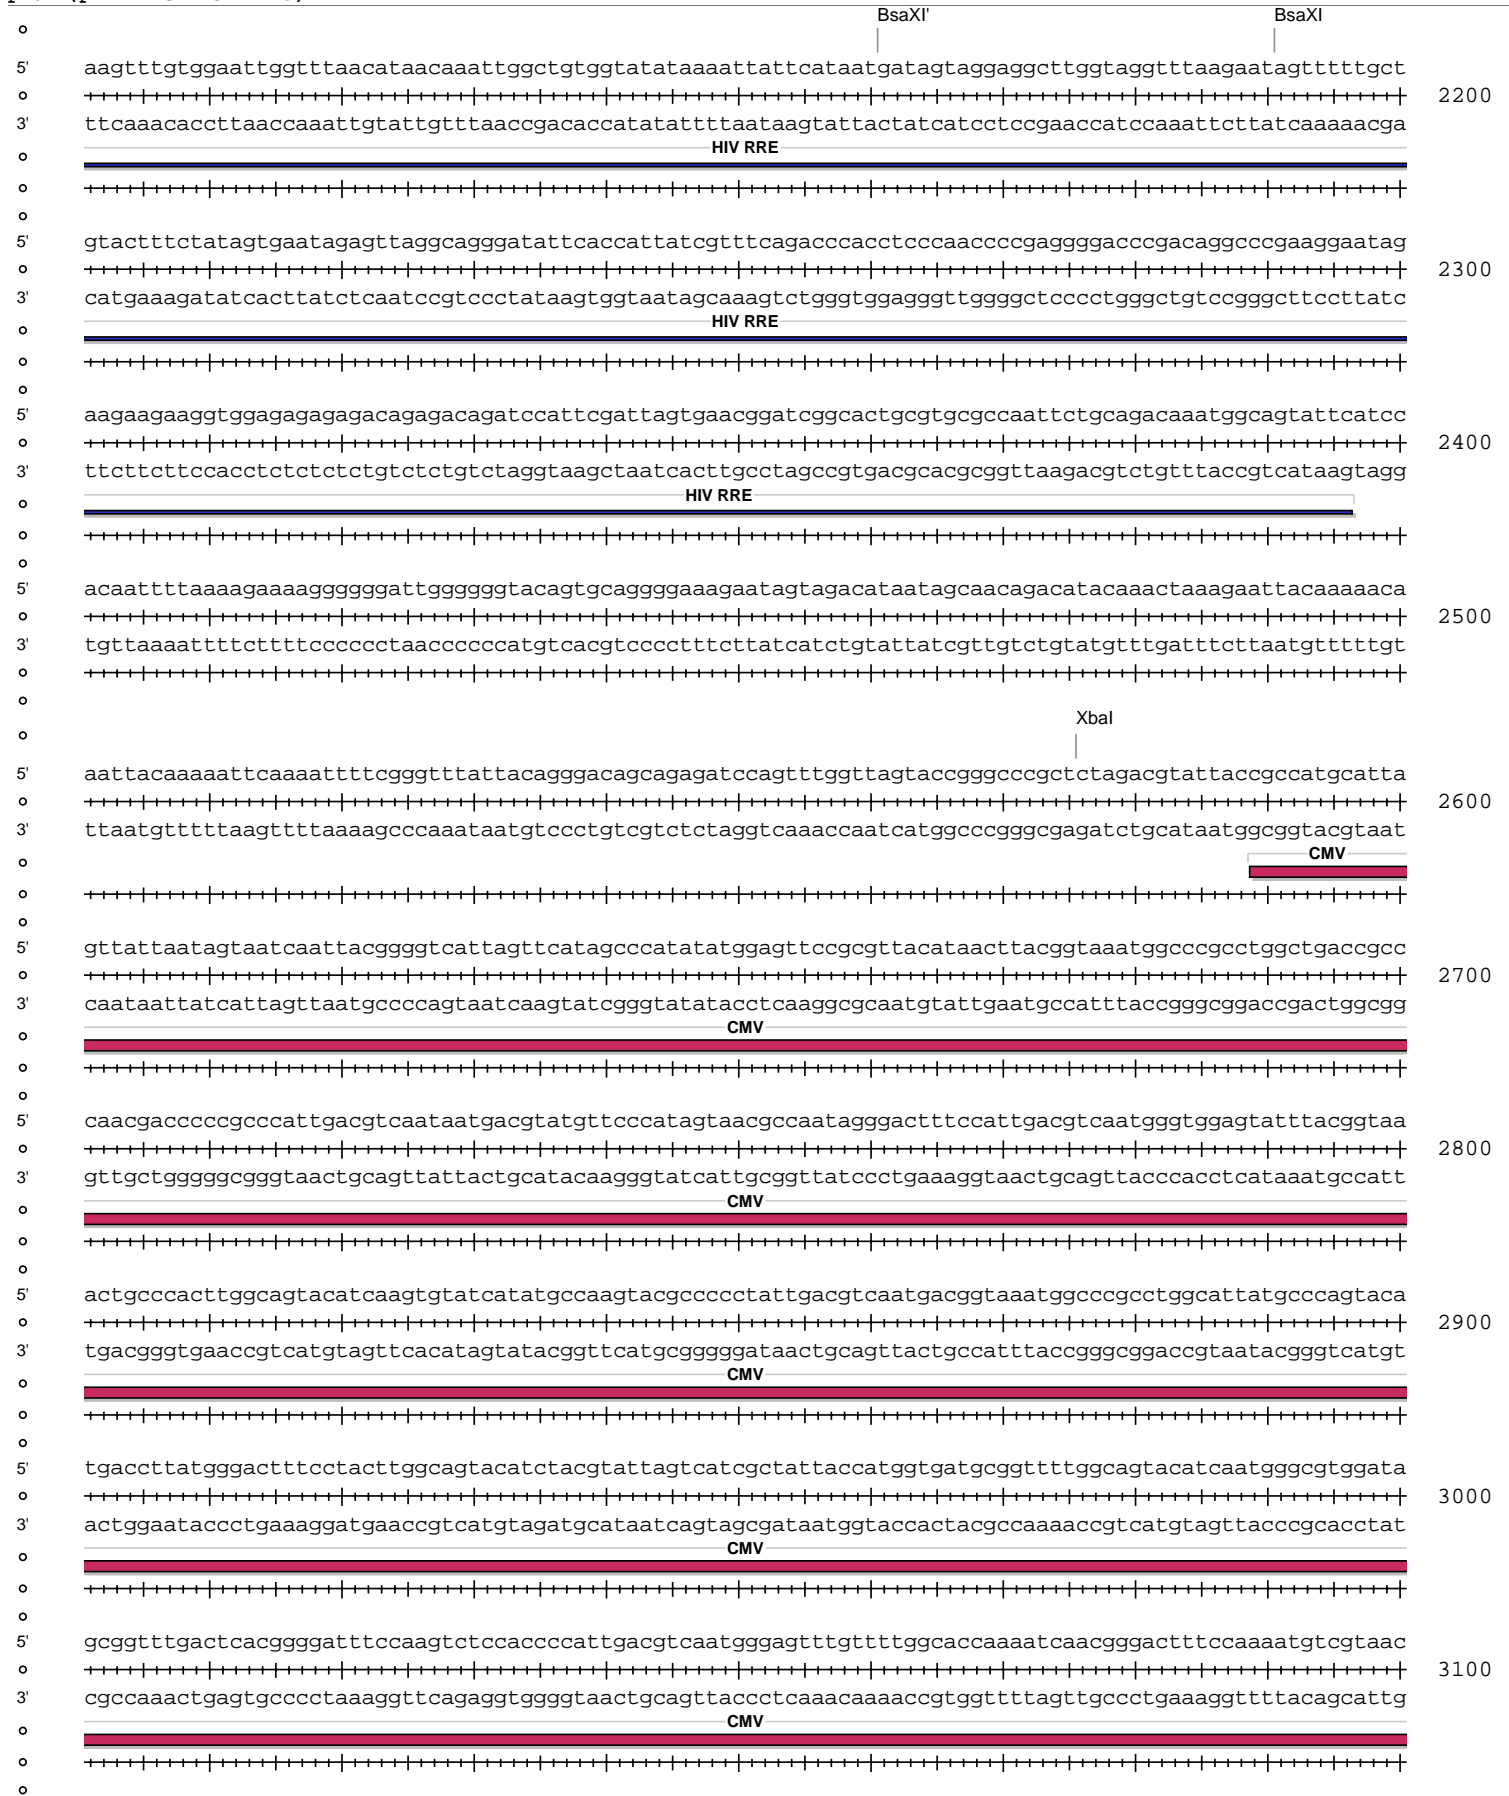 BsaXI' BsaXI
5' aagtttgtggaattggtttaacataacaaattggctgtggtatataaaattattcataatgatagtaggaggcttggtaggtttaagaatagtttttgct
2200
3' ttcaaacaccttaaccaaattgtattgtttaaccgacaccatatattttaataagtattactatcatcctccgaaccatccaaattcttatcaaaaacga
HIV RRE
5' gtactttctatagtgaatagagttaggcagggatattcaccattatcgtttcagacccacctcccaaccccgaggggacccgacaggcccgaaggaatag
2300
3' catgaaagatatcacttatctcaatccgtccctataagtggtaatagcaaagtctgggtggagggttggggctcccctgggctgtccgggcttccttatc
HIV RRE
5' aagaagaaggtggagagagagacagagacagatccattcgattagtgaacggatcggcactgcgtgcgccaattctgcagacaaatggcagtattcatcc
2400
3' ttcttcttccacctctctctctgtctctgtctaggtaagctaatcacttgcctagccgtgacgcacgcggttaagacgtctgtttaccgtcataagtagg
HIV RRE
5' acaattttaaaagaaaaggggggattggggggtacagtgcaggggaaagaatagtagacataatagcaacagacatacaaactaaagaattacaaaaaca
2500
3' tgttaaaattttcttttcccccctaaccccccatgtcacgtcccctttcttatcatctgtattatcgttgtctgtatgtttgatttcttaatgtttttgt
XbaI
5' aattacaaaaattcaaaattttcgggtttattacagggacagcagagatccagtttggttagtaccgggcccgctctagacgtattaccgccatgcatta
2600
3' ttaatgtttttaagttttaaaagcccaaataatgtccctgtcgtctctaggtcaaaccaatcatggcccgggcgagatctgcataatggcggtacgtaat
CMV
5' gttattaatagtaatcaattacggggtcattagttcatagcccatatatggagttccgcgttacataacttacggtaaatggcccgcctggctgaccgcc
2700
3' caataattatcattagttaatgccccagtaatcaagtatcgggtatatacctcaaggcgcaatgtattgaatgccatttaccgggcggaccgactggcgg
CMV
5' caacgacccccgcccattgacgtcaataatgacgtatgttcccatagtaacgccaatagggactttccattgacgtcaatgggtggagtatttacggtaa
2800
3' gttgctgggggcgggtaactgcagttattactgcatacaagggtatcattgcggttatccctgaaaggtaactgcagttacccacctcataaatgccatt
CMV
5' actgcccacttggcagtacatcaagtgtatcatatgccaagtacgccccctattgacgtcaatgacggtaaatggcccgcctggcattatgcccagtaca
2900
3' tgacgggtgaaccgtcatgtagttcacatagtatacggttcatgcgggggataactgcagttactgccatttaccgggcggaccgtaatacgggtcatgt
CMV
5' tgaccttatgggactttcctacttggcagtacatctacgtattagtcatcgctattaccatggtgatgcggttttggcagtacatcaatgggcgtggata
3000
3' actggaataccctgaaaggatgaaccgtcatgtagatgcataatcagtagcgataatggtaccactacgccaaaaccgtcatgtagttacccgcacctat
CMV
5' gcggtttgactcacggggatttccaagtctccaccccattgacgtcaatgggagtttgttttggcaccaaaatcaacgggactttccaaaatgtcgtaac
3100
3' cgccaaactgagtgcccctaaaggttcagaggtggggtaactgcagttaccctcaaacaaaaccgtggttttagttgccctgaaaggttttacagcattg
CMV